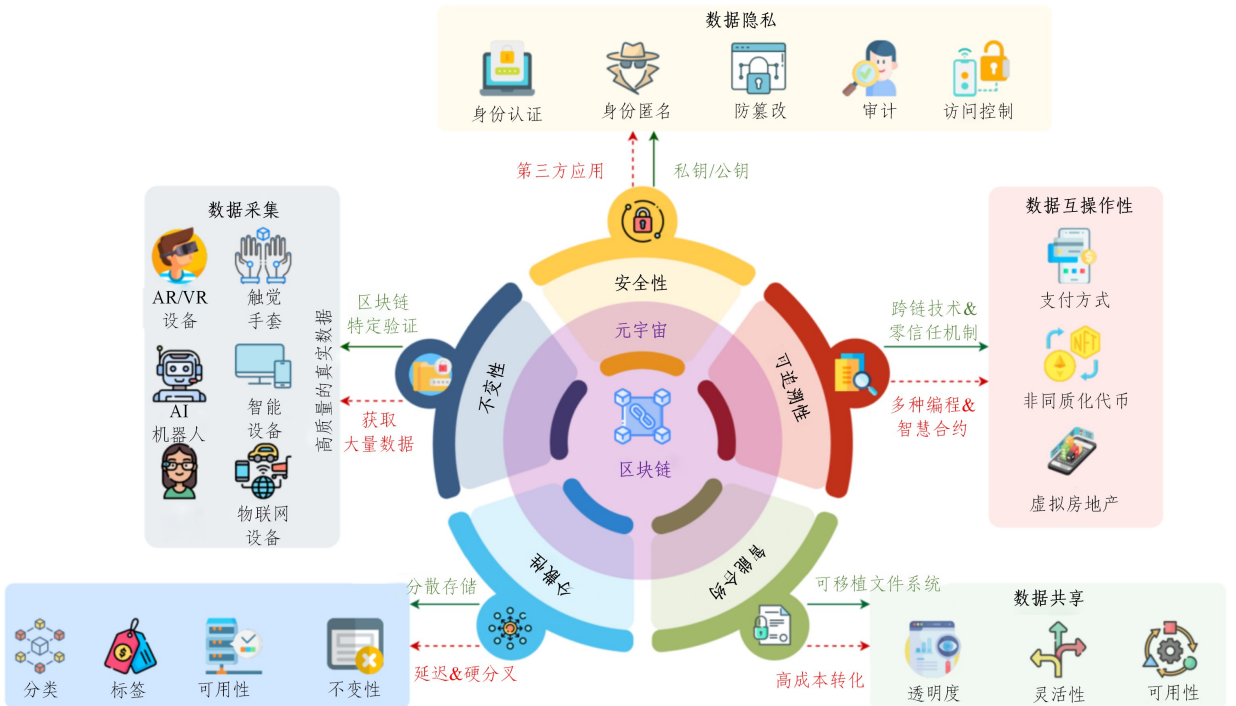 数据隐私
身份认证
身份匿名
防篡改
审计
访问控制
第三方应用
私钥/公钥
数据采集
AR/VR
设备
触觉
手套
AI
机器人
智能
设备
物联网
设备
高质量的真实数据
区块链
特定验证
获取
大量数据
安全性
元宇宙
区块链
不变性
可追溯性
分散性
智能合约
数据互操作性
支付方式
非同质化代币
NFT
虚拟房地产
跨链技术&
零信任机制
多种编程&
智慧合约
分散存储
延迟&硬分叉
分类
标签
可用性
不变性
可移植文件系统
高成本转化
数据共享
透明度
灵活性
可用性